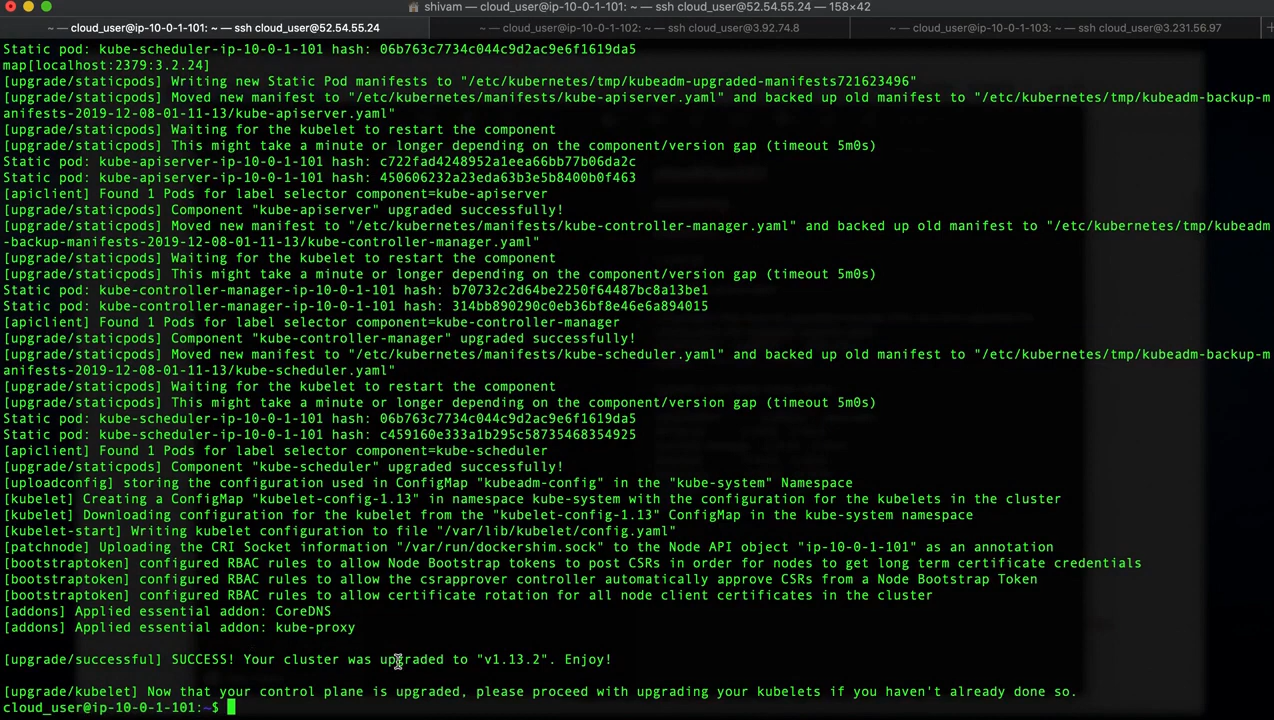 shivam — cloud_user@ip-10-0-1-101: ~ — ssh cloud_user@52.54.55.24 — 158×42
cloud_user@ip-10-0-1-101: ~ — ssh cloud_user@52.54.55.24
cloud_user@ip-10-0-1-102: ~ — ssh cloud_user@3.92.74.8
cloud_user@ip-10-0-1-103: ~ — ssh cloud_user@3.231.56.97
Static pod: kube-scheduler-ip-10-0-1-101 hash: 06b763c7734c044c9d2ac9e6f1619da5
map[localhost:2379:3.2.24]
[upgrade/staticpods] Writing new Static Pod manifests to "/etc/kubernetes/tmp/kubeadm-upgraded-manifests721623496"
[upgrade/staticpods] Moved new manifest to "/etc/kubernetes/manifests/kube-apiserver.yaml" and backed up old manifest to "/etc/kubernetes/tmp/kubeadm-backup-m
anifests-2019-12-08-01-11-13/kube-apiserver.yaml"
[upgrade/staticpods] Waiting for the kubelet to restart the component
[upgrade/staticpods] This might take a minute or longer depending on the component/version gap (timeout 5m0s)
Static pod: kube-apiserver-ip-10-0-1-101 hash: c722fad4248952a1eea66bb77b06da2c
Static pod: kube-apiserver-ip-10-0-1-101 hash: 450606232a23eda63b3e5b8400b0f463
[apiclient] Found 1 Pods for label selector component=kube-apiserver
[upgrade/staticpods] Component "kube-apiserver" upgraded successfully!
[upgrade/staticpods] Moved new manifest to "/etc/kubernetes/manifests/kube-controller-manager.yaml" and backed up old manifest to "/etc/kubernetes/tmp/kubeadm
-backup-manifests-2019-12-08-01-11-13/kube-controller-manager.yaml"
[upgrade/staticpods] Waiting for the kubelet to restart the component
[upgrade/staticpods] This might take a minute or longer depending on the component/version gap (timeout 5m0s)
Static pod: kube-controller-manager-ip-10-0-1-101 hash: b70732c2d64be2250f64487bc8a13be1
Static pod: kube-controller-manager-ip-10-0-1-101 hash: 314bb890290c0eb36bf8e46e6a894015
[apiclient] Found 1 Pods for label selector component=kube-controller-manager
[upgrade/staticpods] Component "kube-controller-manager" upgraded successfully!
[upgrade/staticpods] Moved new manifest to "/etc/kubernetes/manifests/kube-scheduler.yaml" and backed up old manifest to "/etc/kubernetes/tmp/kubeadm-backup-m
anifests-2019-12-08-01-11-13/kube-scheduler.yaml"
[upgrade/staticpods] Waiting for the kubelet to restart the component
[upgrade/staticpods] This might take a minute or longer depending on the component/version gap (timeout 5m0s)
Static pod: kube-scheduler-ip-10-0-1-101 hash: 06b763c7734c044c9d2ac9e6f1619da5
Static pod: kube-scheduler-ip-10-0-1-101 hash: c459160e333a1b295c58735468354925
[apiclient] Found 1 Pods for label selector component=kube-scheduler
[upgrade/staticpods] Component "kube-scheduler" upgraded successfully!
[uploadconfig] storing the configuration used in ConfigMap "kubeadm-config" in the "kube-system" Namespace
[kubelet] Creating a ConfigMap "kubelet-config-1.13" in namespace kube-system with the configuration for the kubelets in the cluster
[kubelet] Downloading configuration for the kubelet from the "kubelet-config-1.13" ConfigMap in the kube-system namespace
[kubelet-start] Writing kubelet configuration to file "/var/lib/kubelet/config.yaml"
[patchnode] Uploading the CRI Socket information "/var/run/dockershim.sock" to the Node API object "ip-10-0-1-101" as an annotation
[bootstraptoken] configured RBAC rules to allow Node Bootstrap tokens to post CSRs in order for nodes to get long term certificate credentials
[bootstraptoken] configured RBAC rules to allow the csrapprover controller automatically approve CSRs from a Node Bootstrap Token
[bootstraptoken] configured RBAC rules to allow certificate rotation for all node client certificates in the cluster
[addons] Applied essential addon: CoreDNS
[addons] Applied essential addon: kube-proxy
[upgrade/successful] SUCCESS! Your cluster was upgraded to "v1.13.2". Enjoy!
[upgrade/kubelet] Now that your control plane is upgraded, please proceed with upgrading your kubelets if you haven't already done so.
cloud_user@ip-10-0-1-101:~$